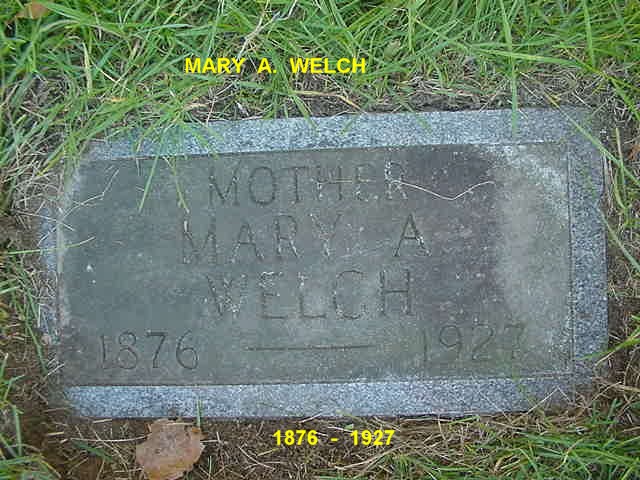 MARY A. WELCH
MOTHER
MARY A
WELCH
1876 — 1927
1876 - 1927